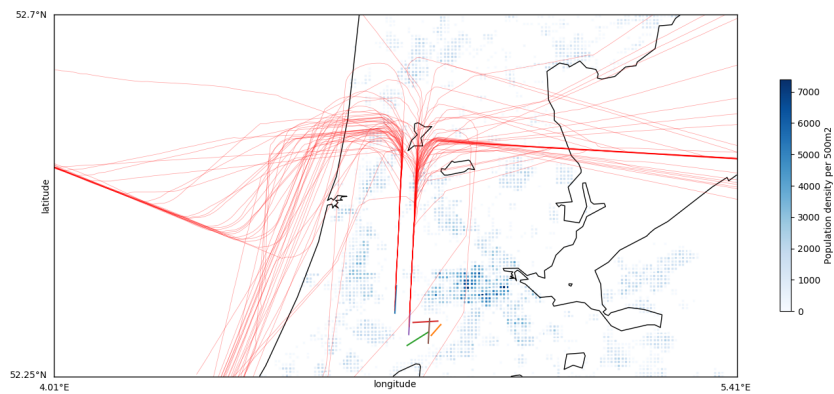 52.7°N
latitude
52.25°N
4.01°E
longitude
5.41°E
7000
6000
5000
4000
3000
2000
1000
0
Population density per 500m2